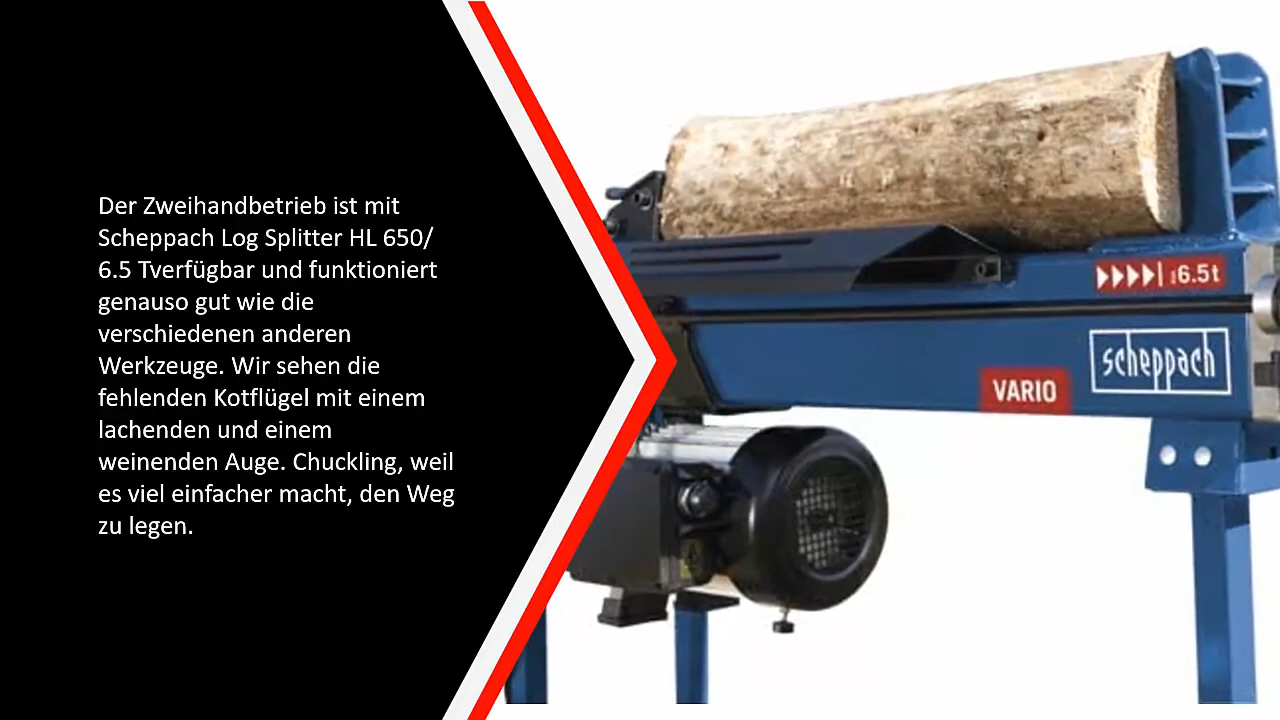 Der Zweihandbetrieb ist mit
Scheppach Log Splitter HL 650/
6.5 Tverfügbar und funktioniert
genauso gut wie die
verschiedenen anderen
Werkzeuge. Wir sehen die
fehlenden Kotflügel mit einem
lachenden und einem
weinenden Auge. Chuckling, weil
es viel einfacher macht, den Weg
zu legen.
6.5t
scheppach
VARIO